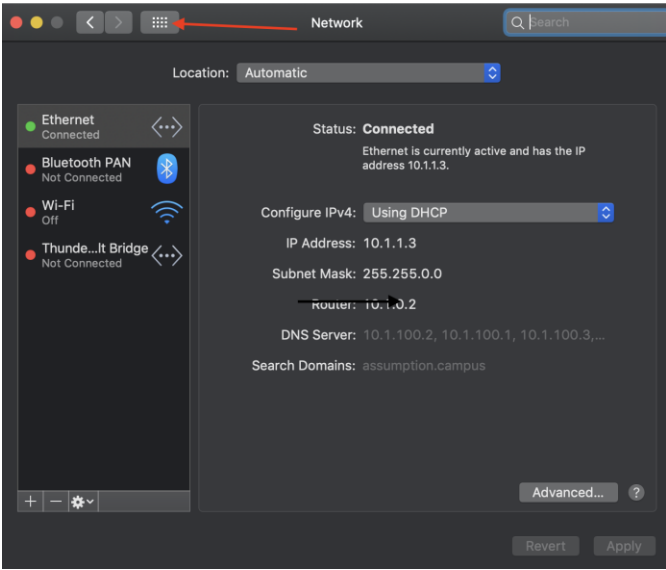 Network
Search
Location: Automatic
Ethernet
Connected
Bluetooth PAN
Not Connected
Wi-Fi
Off
Thunde...lt Bridge
Not Connected
Status: Connected
Ethernet is currently active and has the IP
address 10.1.1.3.
Configure IPv4: Using DHCP
IP Address: 10.1.1.3
Subnet Mask: 255.255.0.0
Router: 10.1.0.2
DNS Server: 10.1.100.2, 10.1.100.1, 10.1.100.3,...
Search Domains: assumption.campus
Advanced... ?
Revert Apply